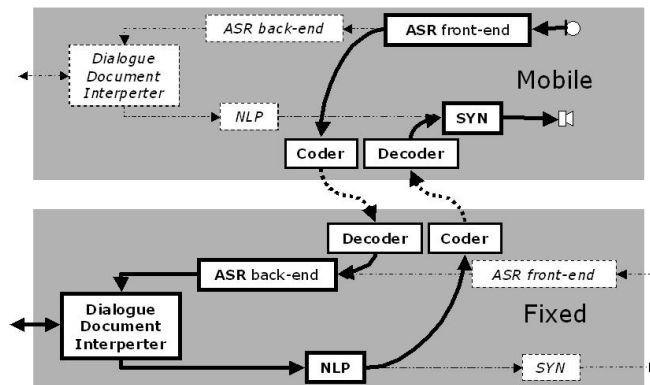 ASR back-end
ASR front-end
Dialogue
Document
Interperter
Mobile
NLP
SYN
Coder
Decoder
Decoder
Coder
ASR back-end
ASR front-end
Dialogue
Document
Interperter
Fixed
NLP
SYN